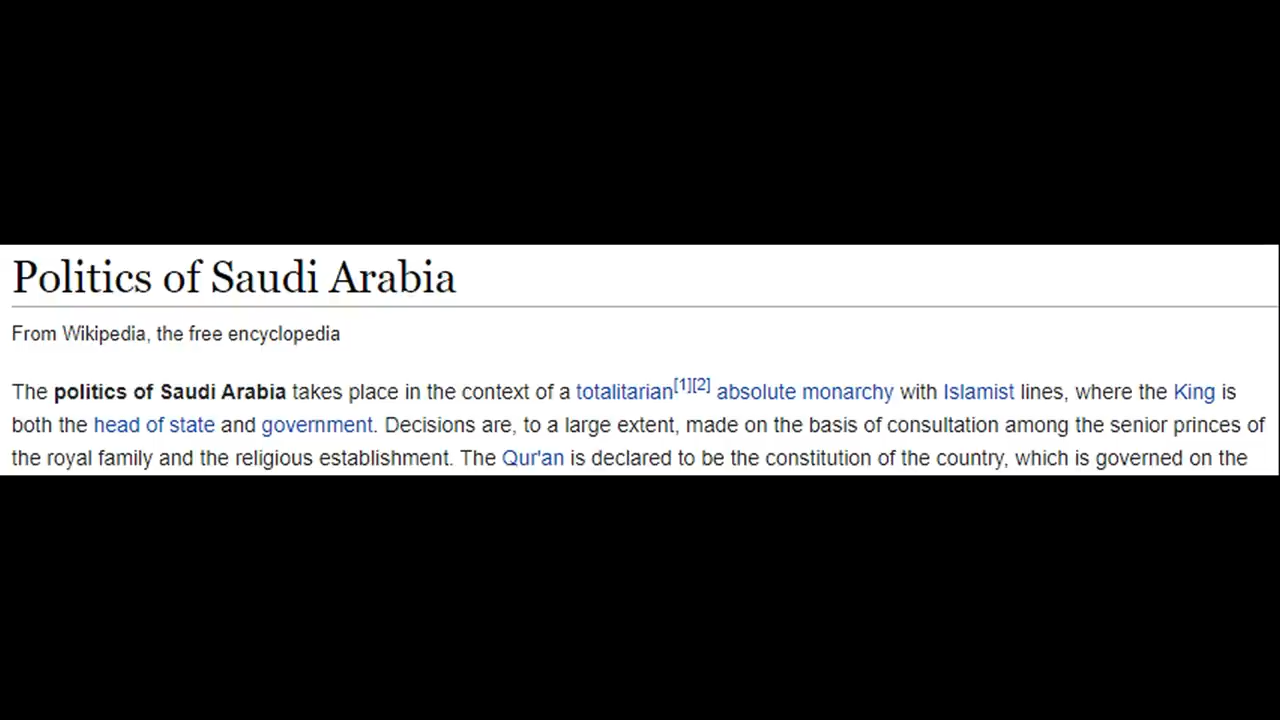 Politics of Saudi Arabia
From Wikipedia, the free encyclopedia
The politics of Saudi Arabia takes place in the context of a totalitarian[1][2] absolute monarchy with Islamist lines, where the King is
both the head of state and government. Decisions are, to a large extent, made on the basis of consultation among the senior princes of
the royal family and the religious establishment. The Qur'an is declared to be the constitution of the country, which is governed on the